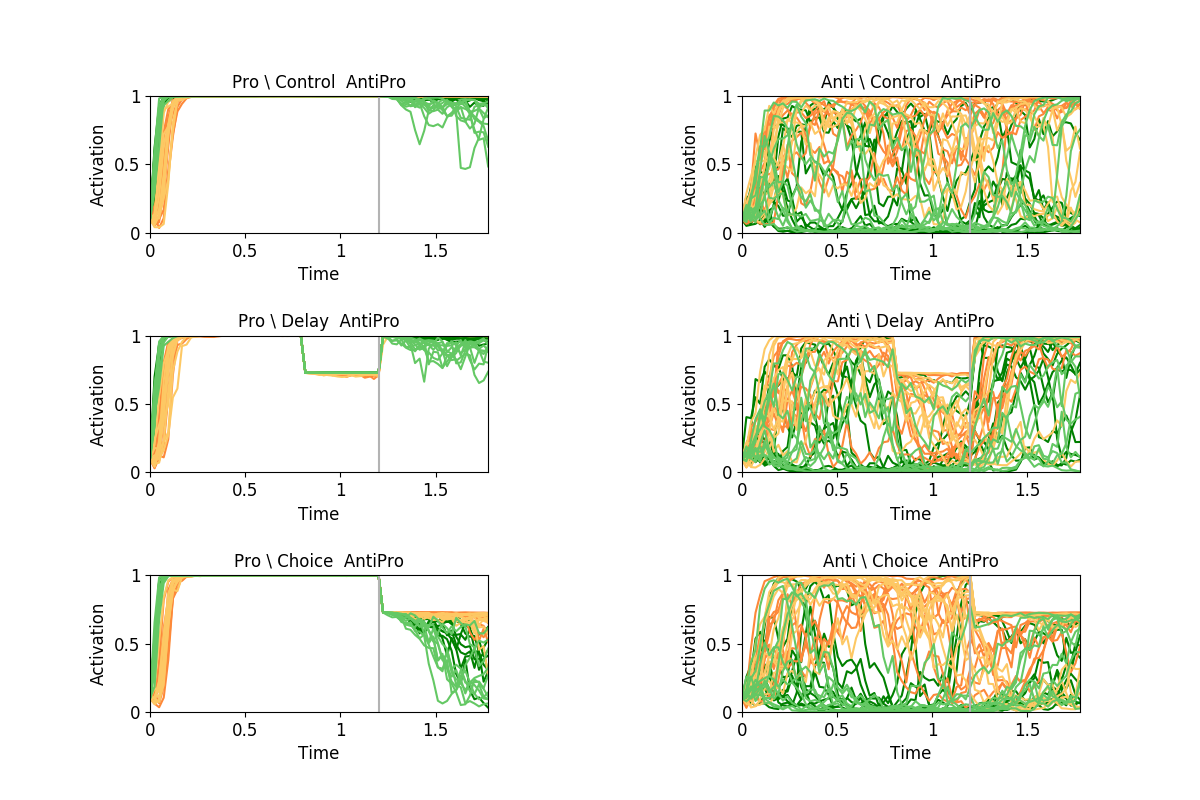 Pro \ Control  AntiPro
Anti \ Control  AntiPro
1
0.5
0
Activation
0
0.5
1
1.5
Time
1
0.5
0
Activation
0
0.5
1
1.5
Time
Pro \ Delay  AntiPro
Anti \ Delay  AntiPro
1
0.5
0
Activation
0
0.5
1
1.5
Time
1
0.5
0
Activation
0
0.5
1
1.5
Time
Pro \ Choice  AntiPro
Anti \ Choice  AntiPro
1
0.5
0
Activation
0
0.5
1
1.5
Time
1
0.5
0
Activation
0
0.5
1
1.5
Time